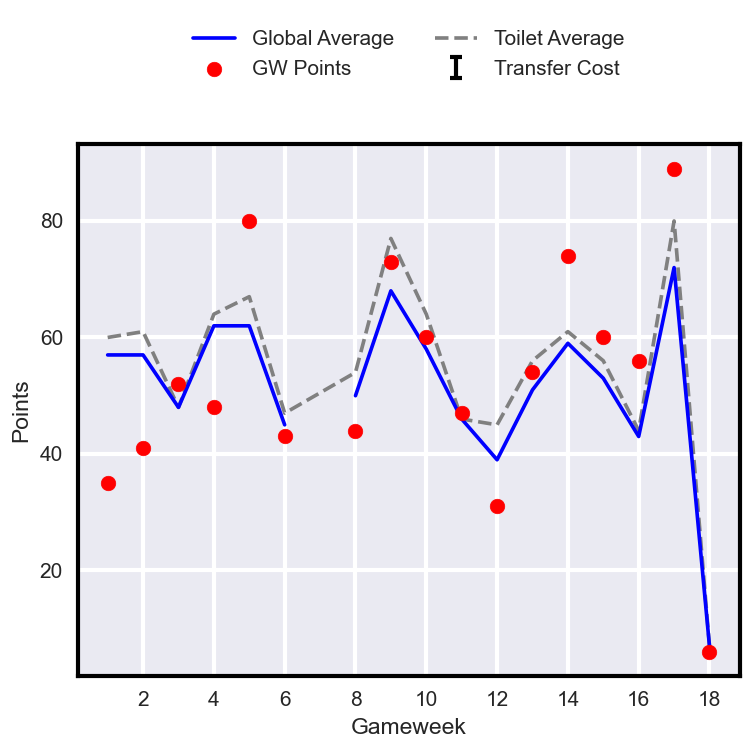 Global Average
Toilet Average
GW Points
Transfer Cost
80
60
40
20
Points
2 4 6 8 10 12 14 16 18
Gameweek